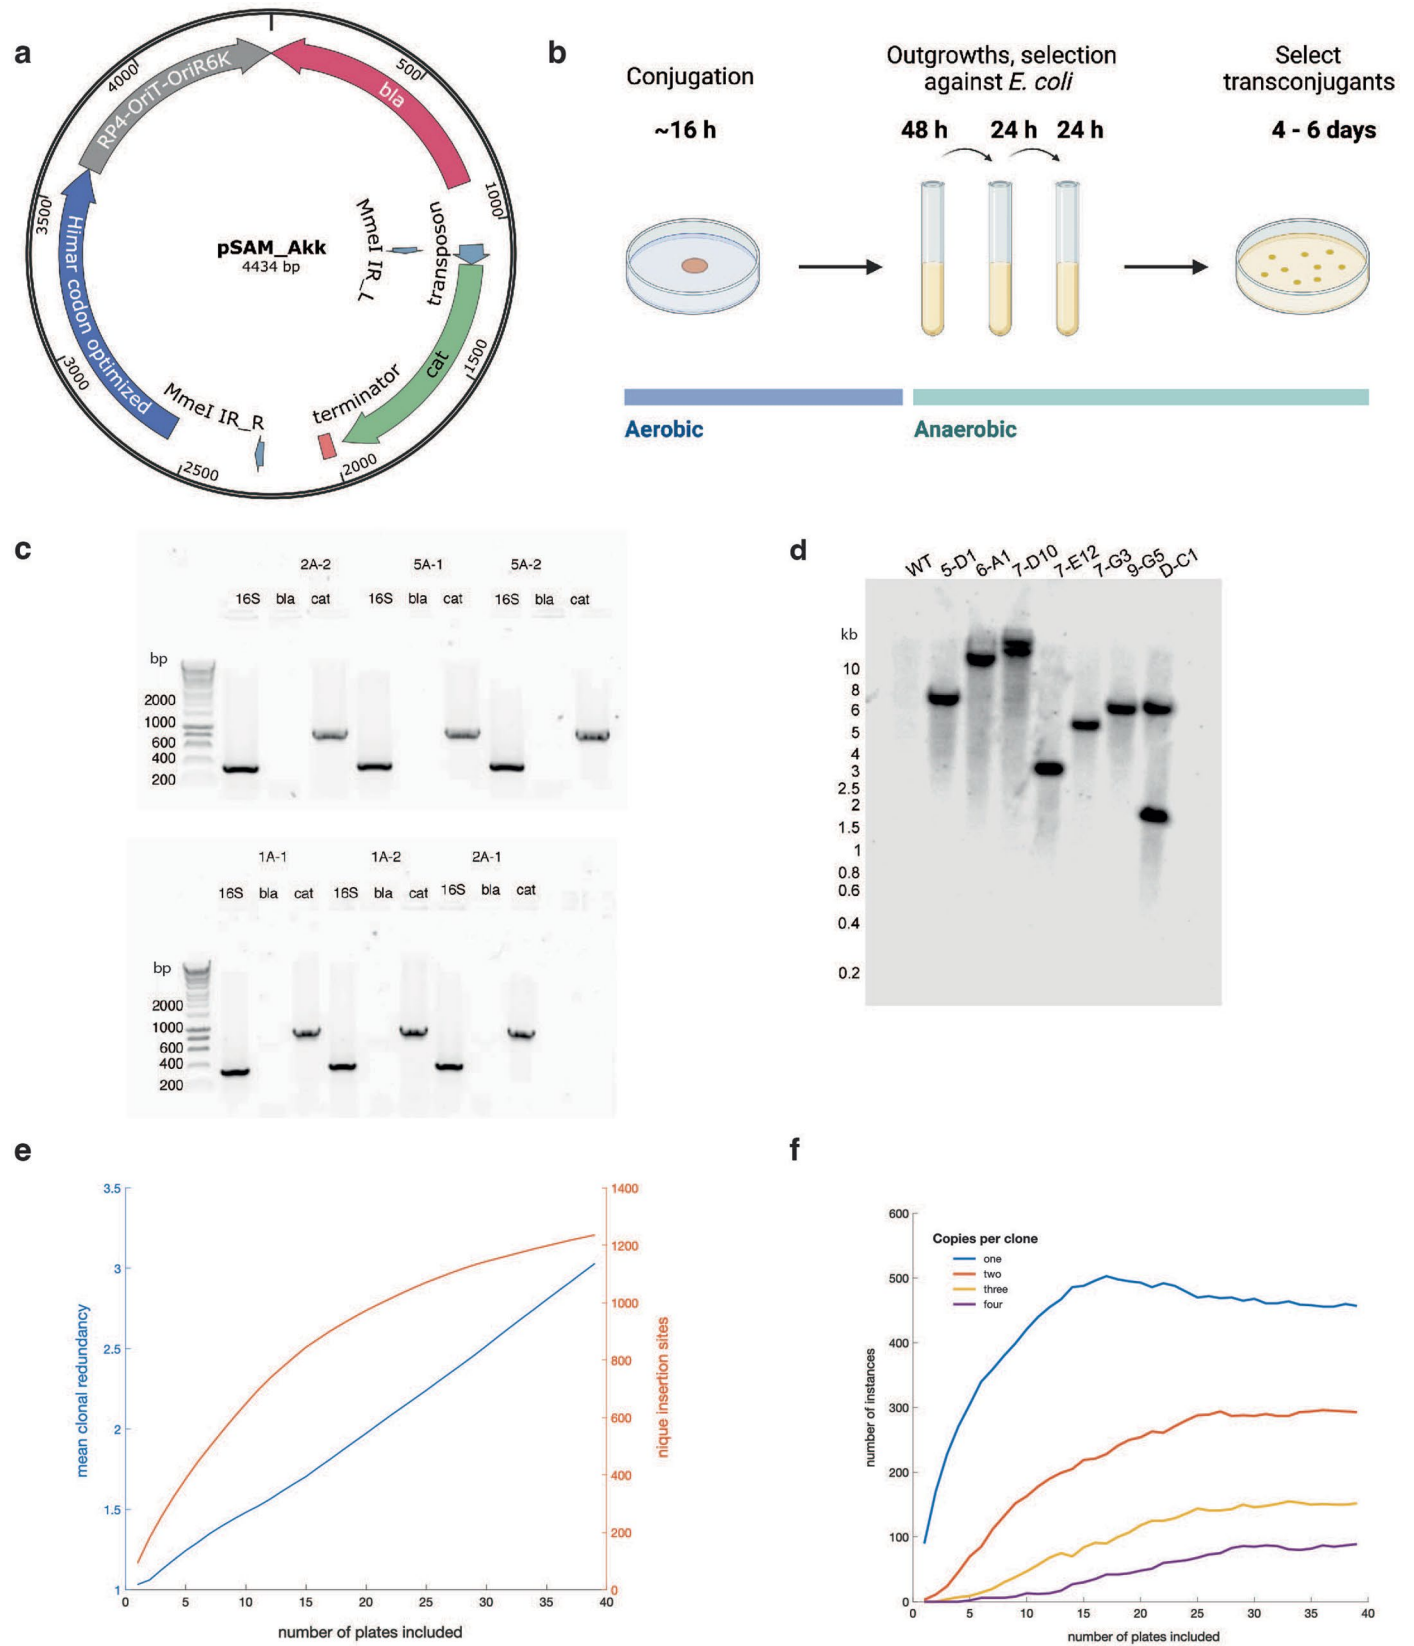 a
4000
500
RP4-OriT-OriR6K
bla
1000
3500
MmeI IR_L
transposon
pSAM_Akk
4434 bp
Himar codon optimized
cat
1500
3000
MmeI IR_R
terminator
2500
2000
b
Conjugation
Outgrowths, selection
against E. coli
Select
transconjugants
~16 h
48 h
24 h
24 h
4 - 6 days
Aerobic
Anaerobic
c
2A-2
5A-1
5A-2
16S
bla
cat
16S
bla
cat
16S
bla
cat
bp
2000
1000
600
400
200
1A-1
1A-2
2A-1
16S
bla
cat
16S
bla
cat
16S
bla
cat
bp
2000
1000
600
400
200
d
WT
5-D1
6-A1
7-D10
7-E12
7-G3
9-G5
D-C1
kb
10
8
6
5
4
3
2.5
2
1.5
1
0.8
0.6
0.4
0.2
e
3.5
3
2.5
2
1.5
1
mean clonal redundancy
1400
1200
1000
800
600
400
200
0
nique insertion sites
0
5
10
15
20
25
30
35
40
number of plates included
f
600
500
400
300
200
100
0
number of instances
Copies per clone
one
two
three
four
0
5
10
15
20
25
30
35
40
number of plates included